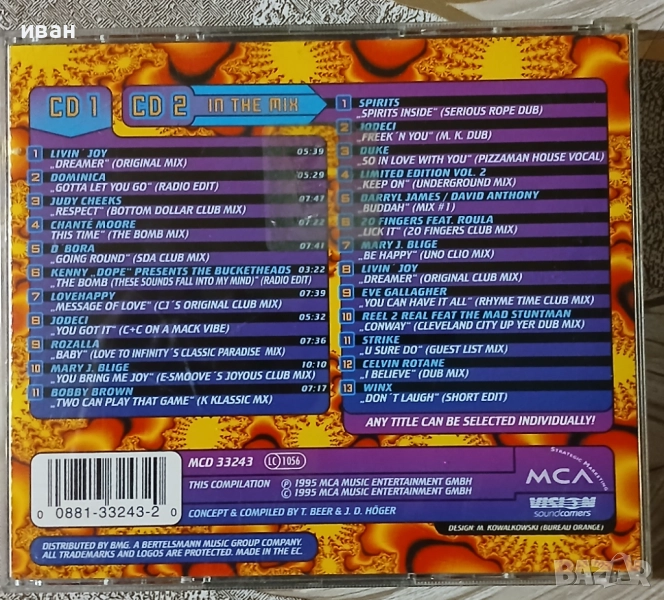 иван
CD 1
CD 2 IN THE MIX
1 LIVIN´ JOY 05:39
„DREAMER" (ORIGINAL MIX)
2 DOMINICA 05:29
„GOTTA LET YOU GO" (RADIO EDIT)
3 JUDY CHEEKS 07:47
„RESPECT" (BOTTOM DOLLAR CLUB MIX)
4 CHANTÉ MOORE 07:22
THIS TIME" (THE BOMB MIX)
5 D´BORA 07:41
„GOING ROUND" (SDA CLUB MIX)
6 KENNY „DOPE" PRESENTS THE BUCKETHEADS 03:22
„THE BOMB (THESE SOUNDS FALL INTO MY MIND) (RADIO EDIT)
7 LOVEHAPPY 07:39
„MESSAGE OF LOVE" (CJ´S ORIGINAL CLUB MIX)
8 JODECI 05:32
„YOU GOT IT" (C+C ON A MACK VIBE)
9 ROZALLA 07:36
„BABY" (LOVE TO INFINITY´S CLASSIC PARADISE MIX)
10 MARY J. BLIGE 10:10
„YOU BRING ME JOY" (E-SMOOVE´S JOYOUS CLUB MIX)
11 BOBBY BROWN 07:17
„TWO CAN PLAY THAT GAME" (K KLASSIC MX)
1 SPIRITS
„SPIRITS INSIDE" (SERIOUS ROPE DUB)
2 JODECI
„FREEK´N YOU" (M. K. DUB)
3 DUKE
„SO IN LOVE WITH YOU" (PIZZAMAN HOUSE VOCAL)
4 LIMITED EDITION VOL. 2
„KEEP ON" (UNDERGROUND MIX)
5 DARRYL JAMES / DAVID ANTHONY
„BUDDAH" (MIX #1)
6 20 FINGERS FEAT. ROULA
„LICK IT" (20 FINGERS CLUB MIX)
7 MARY J. BLIGE
„BE HAPPY" (UNO CLIO MIX)
8 LIVIN´ JOY
„DREAMER" (ORIGINAL CLUB MIX)
9 EVE GALLAGHER
„YOU CAN HAVE IT ALL" (RHYME TIME CLUB MIX)
10 REEL 2 REAL FEAT THE MAD STUNTMAN
„CONWAY" (CLEVELAND CITY UP YER DUB MIX)
11 STRIKE
„U SURE DO" (GUEST LIST MIX)
12 CELVIN ROTANE
„I BELIEVE" (DUB MIX)
13 WINX
„DON´T LAUGH" (SHORT EDIT)
ANY TITLE CAN BE SELECTED INDIVIDUALLY!
MCD 33243 LC 1056
THIS COMPILATION Ⓟ 1995 MCA MUSIC ENTERTAINMENT GMBH
© 1995 MCA MUSIC ENTERTAINMENT GMBH
CONCEPT & COMPILED BY T. BEER & J. D. HÖGER
0 0881-33243-2 0
STRATEGIC MARKETING
MCA
VISION
soundcarriers
DESIGN: M. KOWALKOWSKI (BUREAU ORANGE)
DISTRIBUTED BY BMG. A BERTELSMANN MUSIC GROUP COMPANY.
ALL TRADEMARKS AND LOGOS ARE PROTECTED. MADE IN THE EC.
BAZAR.BG